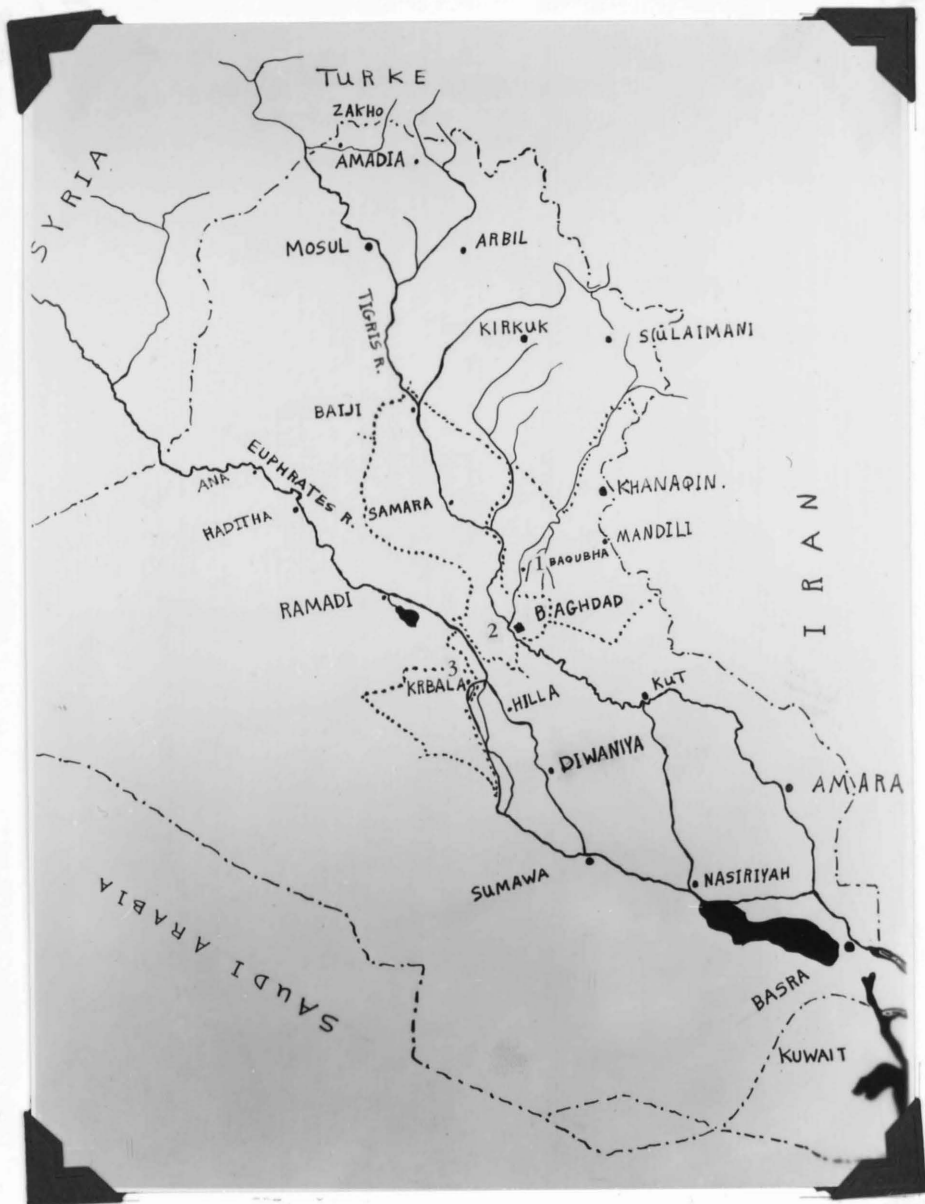 TURKE
ZAKHO
AMADIA
SYRIA
MOSUL
ARBIL
TIGRIS R.
KIRKUK
SULAIMANI
BAIJI
EUPHRATES R.
ANA
SAMARA
KHANAQIN.
HADITHA
MANDILI
1 BAQUBHA
IRAN
RAMADI
BAGHDAD
2
3
KRBALA
HILLA
KUT
DIWANIYA
AMARA
SUMAWA
NASIRIYAH
SAUDI ARABIA
BASRA
KUWAIT